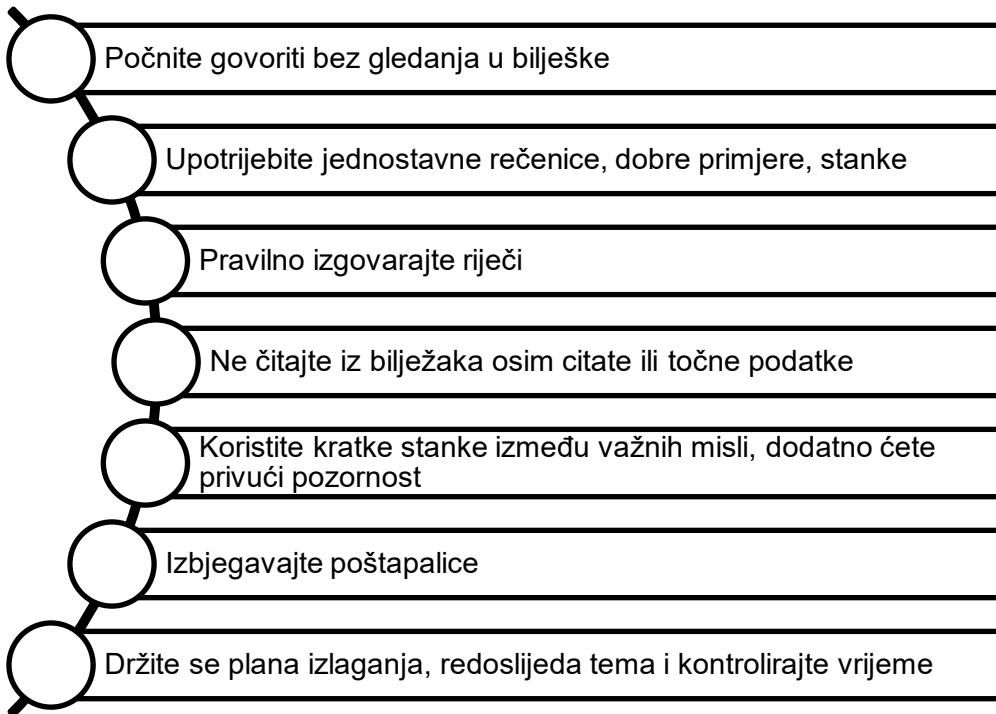 Počnite govoriti bez gledanja u bilješke
Upotrijebite jednostavne rečenice, dobre primjere, stanke
Pravilno izgovarajte riječi
Ne čitajte iz bilježaka osim citate ili točne podatke
Koristite kratke stanke između važnih misli, dodatno ćete
privući pozornost
Izbjegavajte poštapalice
Držite se plana izlaganja, redoslijeda tema i kontrolirajte vrijeme